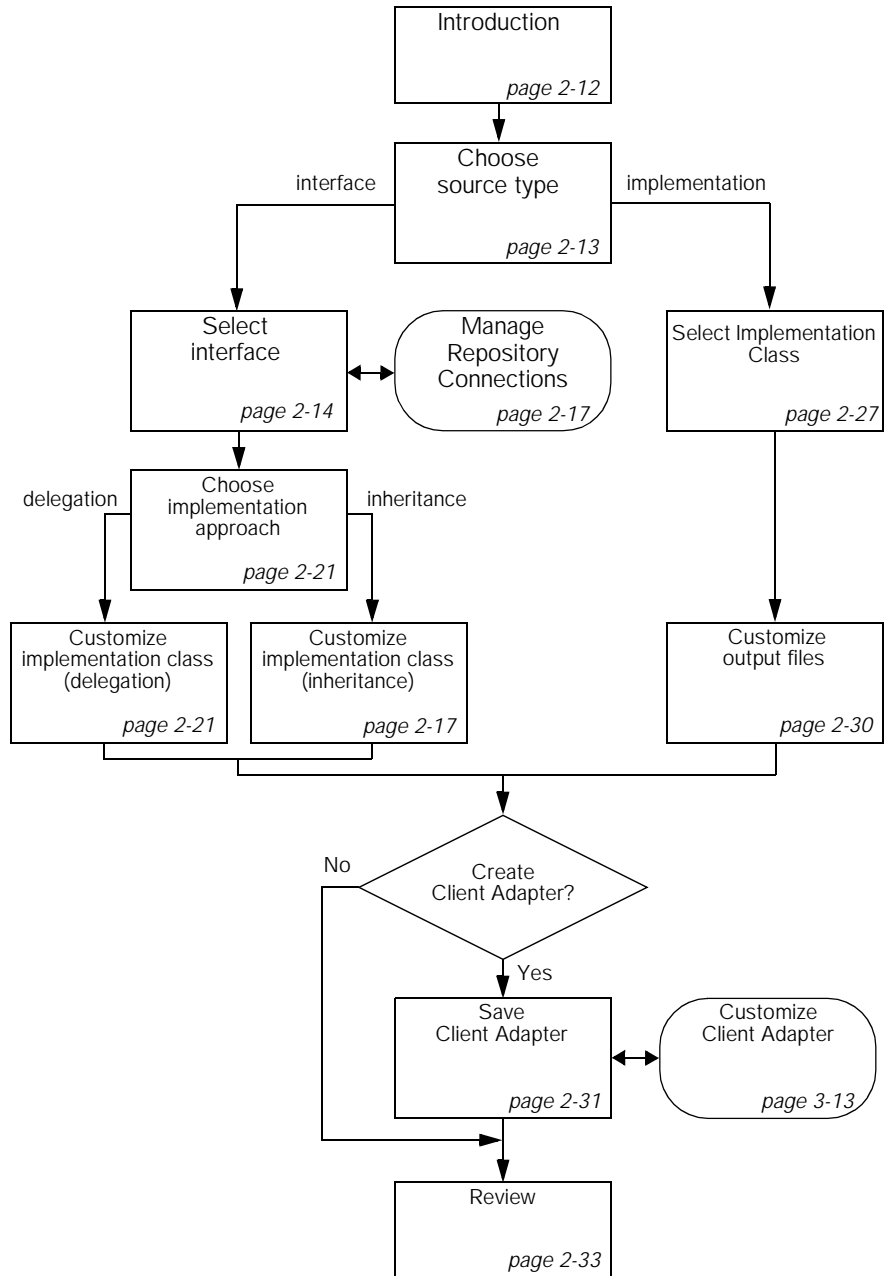 Introduction
page 2-12
Choose
source type
page 2-13
interface
implementation
Select
interface
page 2-14
Manage
Repository
Connections
page 2-17
Select Implementation
Class
page 2-27
delegation
Choose
implementation
approach
page 2-21
inheritance
Customize
implementation class
(delegation)
page 2-21
Customize
implementation class
(inheritance)
page 2-17
Customize
output files
page 2-30
No
Create
Client Adapter?
Yes
Save
Client Adapter
page 2-31
Customize
Client Adapter
page 3-13
Review
page 2-33